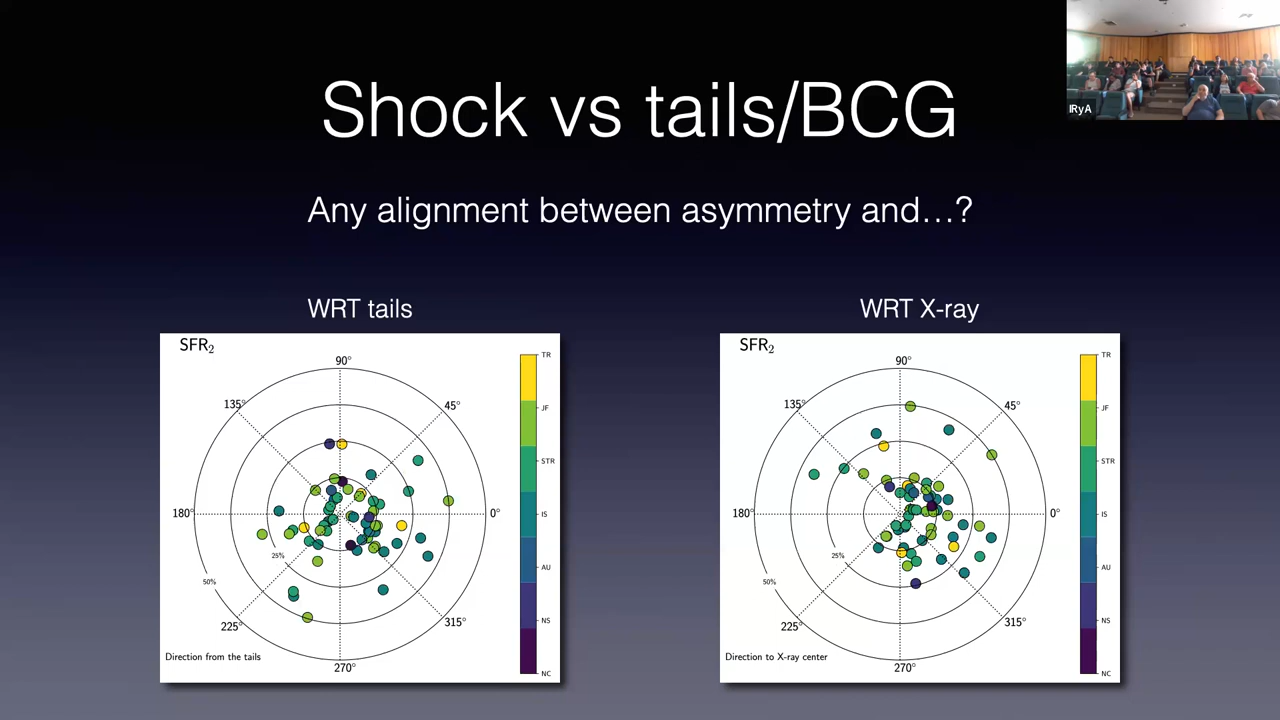 Shock vs tails/BCG
IRyA
Any alignment between asymmetry and…?
WRT tails
SFR2
90°
135°
45°
180°
0°
25%
50%
225°
315°
270°
Direction from the tails
TR
JF
STR
IS
AU
NS
NC
WRT X-ray
SFR2
90°
135°
45°
180°
0°
25%
50%
225°
315°
270°
Direction to X-ray center
TR
JF
STR
IS
AU
NS
NC